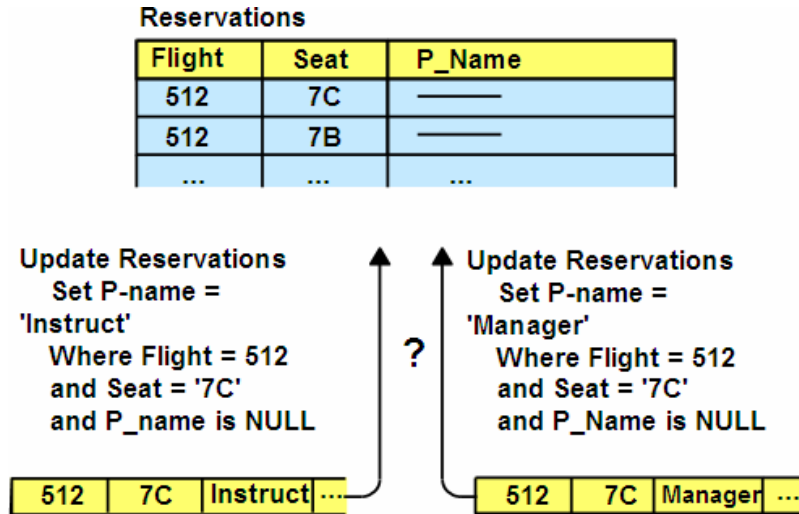 Reservations
Flight Seat P_Name
512 7C
512 7B
... ... ...
Update Reservations
Set P-name =
'Instruct'
Where Flight = 512
and Seat = '7C'
and P_name is NULL
?
Update Reservations
Set P-name =
'Manager'
Where Flight = 512
and Seat = '7C'
and P_Name is NULL
512 7C Instruct ...
512 7C Manager ...